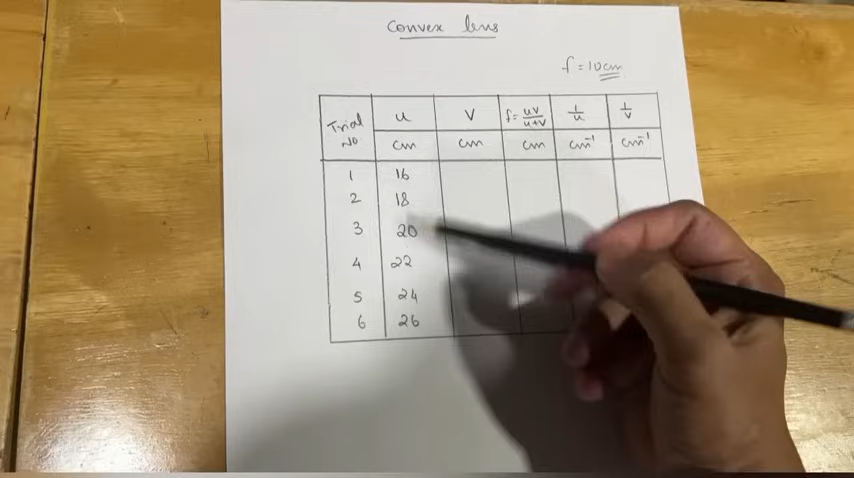 Convex lens
f = 10cm
Trial No | u | v | f = uv/u+v | 1/u | 1/v
cm | cm | cm | cm⁻¹ | cm⁻¹
1 16
2 18
3 20
4 22
5 24
6 26